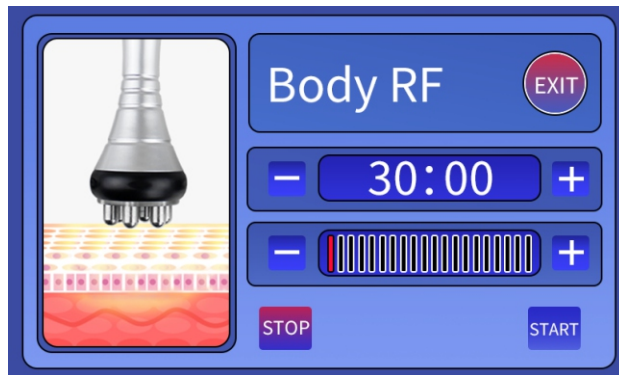 Body RF
EXIT
− 30:00 +
− +
STOP
START